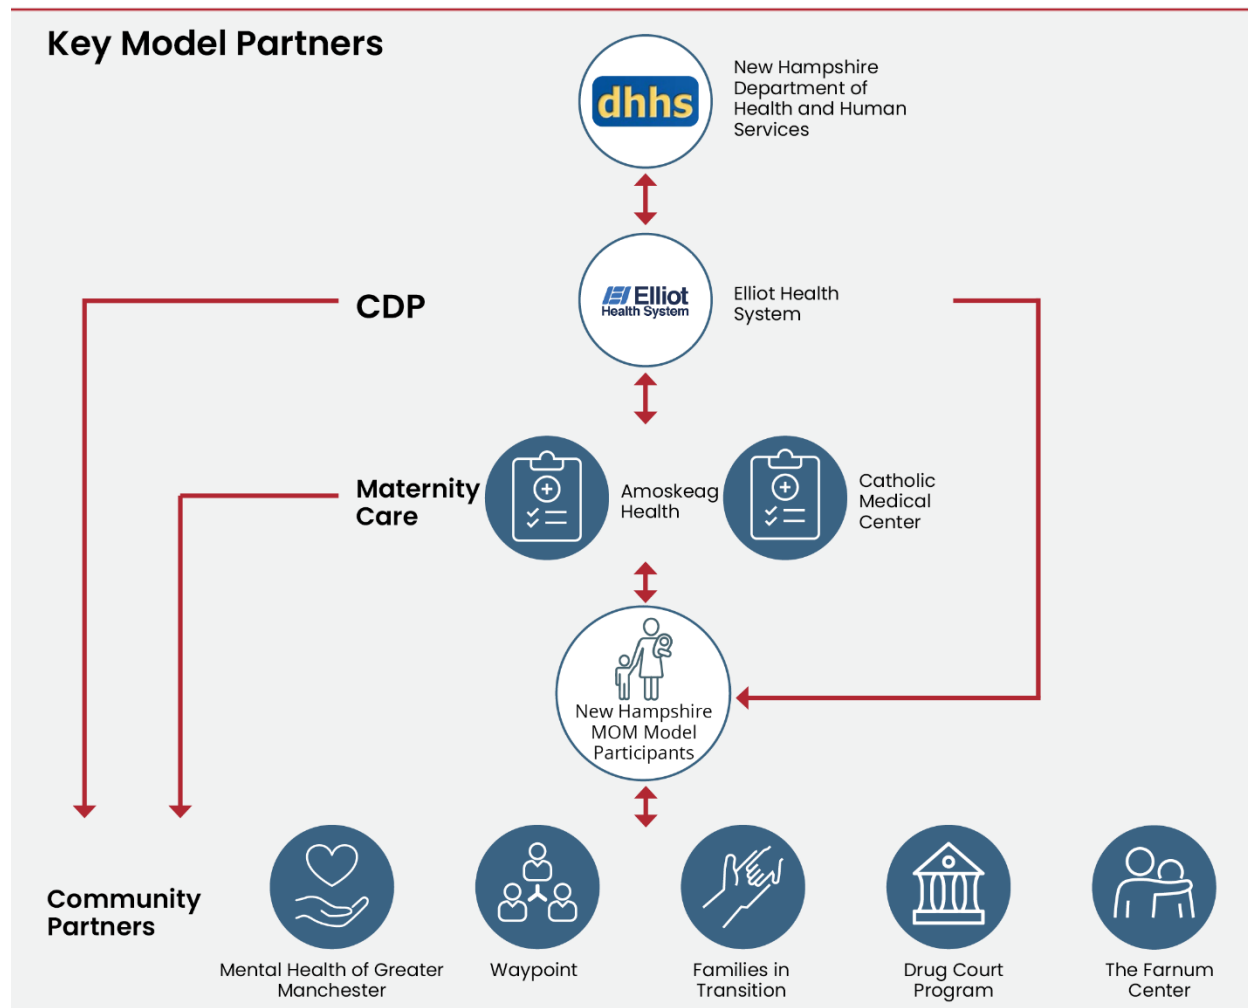 Key Model Partners
dhhs
New Hampshire
Department of
Health and Human
Services
CDP
Elliot
Health System
Elliot Health
System
Maternity
Care
Amoskeag
Health
Catholic
Medical
Center
New Hampshire
MOM Model
Participants
Community
Partners
Mental Health of Greater
Manchester
Waypoint
Families in
Transition
Drug Court
Program
The Farnum
Center